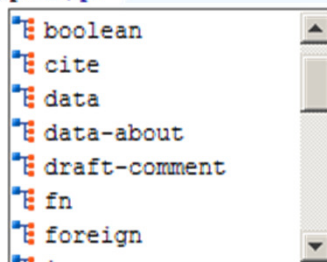 boolean
cite
data
data-about
draft-comment
fn
foreign